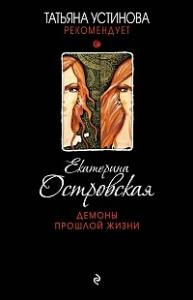 ТАТЬЯНА УСТИНОВА
РЕКОМЕНДУЕТ
Екатерина
Островская
ДЕМОНЫ
ПРОШЛОЙ ЖИЗНИ